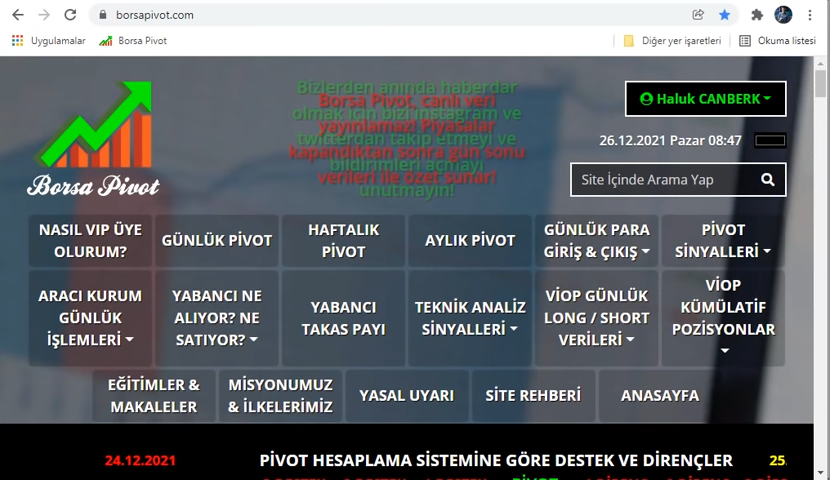 borsapivot.com
Uygulamalar
Borsa Pivot
Diğer yer işaretleri
Okuma listesi
Borsa Pivot
Bizlerden anında haberdar
olmak için bizi instagram ve
twitterdan takip etmeyi ve
bildirimleri açmayı
unutmayın!
Borsa Pivot, canlı veri
yayınlamaz! Piyasalar
kapandıktan sonra gün sonu
verileri ile özet sunar!
Haluk CANBERK
26.12.2021 Pazar 08:47
Site İçinde Arama Yap
NASIL VIP ÜYE
OLURUM?
GÜNLÜK PİVOT
HAFTALIK
PİVOT
AYLIK PİVOT
GÜNLÜK PARA
GİRİŞ & ÇIKIŞ
PİVOT
SİNYALLERİ
ARACI KURUM
GÜNLÜK
İŞLEMLERİ
YABANCI NE
ALIYOR? NE
SATIYOR?
YABANCI
TAKAS PAYI
TEKNİK ANALİZ
SİNYALLERİ
VİOP GÜNLÜK
LONG / SHORT
VERİLERİ
VİOP
KÜMÜLATİF
POZİSYONLAR
EĞİTİMLER &
MAKALELER
MİSYONUMUZ
& İLKELERİMİZ
YASAL UYARI
SİTE REHBERİ
ANASAYFA
24.12.2021
PİVOT HESAPLAMA SİSTEMİNE GÖRE DESTEK VE DİRENÇLER
25.